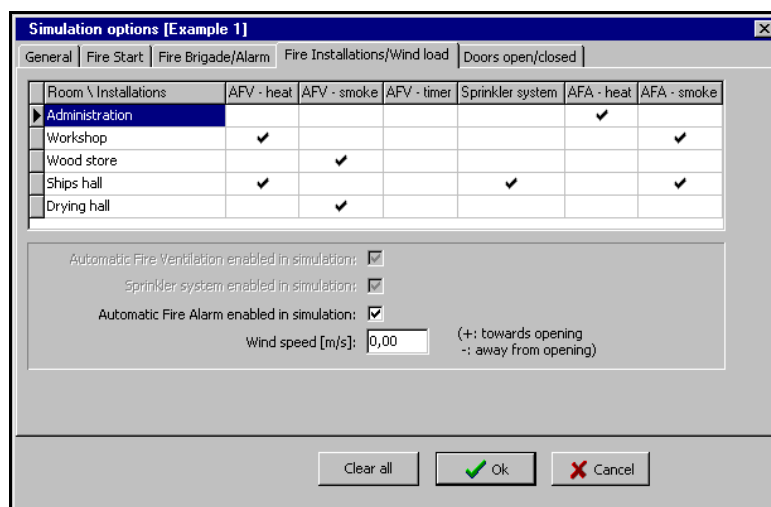 Simulation options [Example 1]
General Fire Start Fire Brigade/Alarm Fire Installations/Wind load Doors open/closed
Room \ Installations AFV - heat AFV - smoke AFV - timer Sprinkler system AFA - heat AFA - smoke
Administration
Workshop
Wood store
Ships hall
Drying hall
Automatic Fire Ventilation enabled in simulation:
Sprinkler system enabled in simulation:
Automatic Fire Alarm enabled in simulation:
Wind speed [m/s]: 0,00 (+: towards opening
-: away from opening)
Clear all Ok Cancel